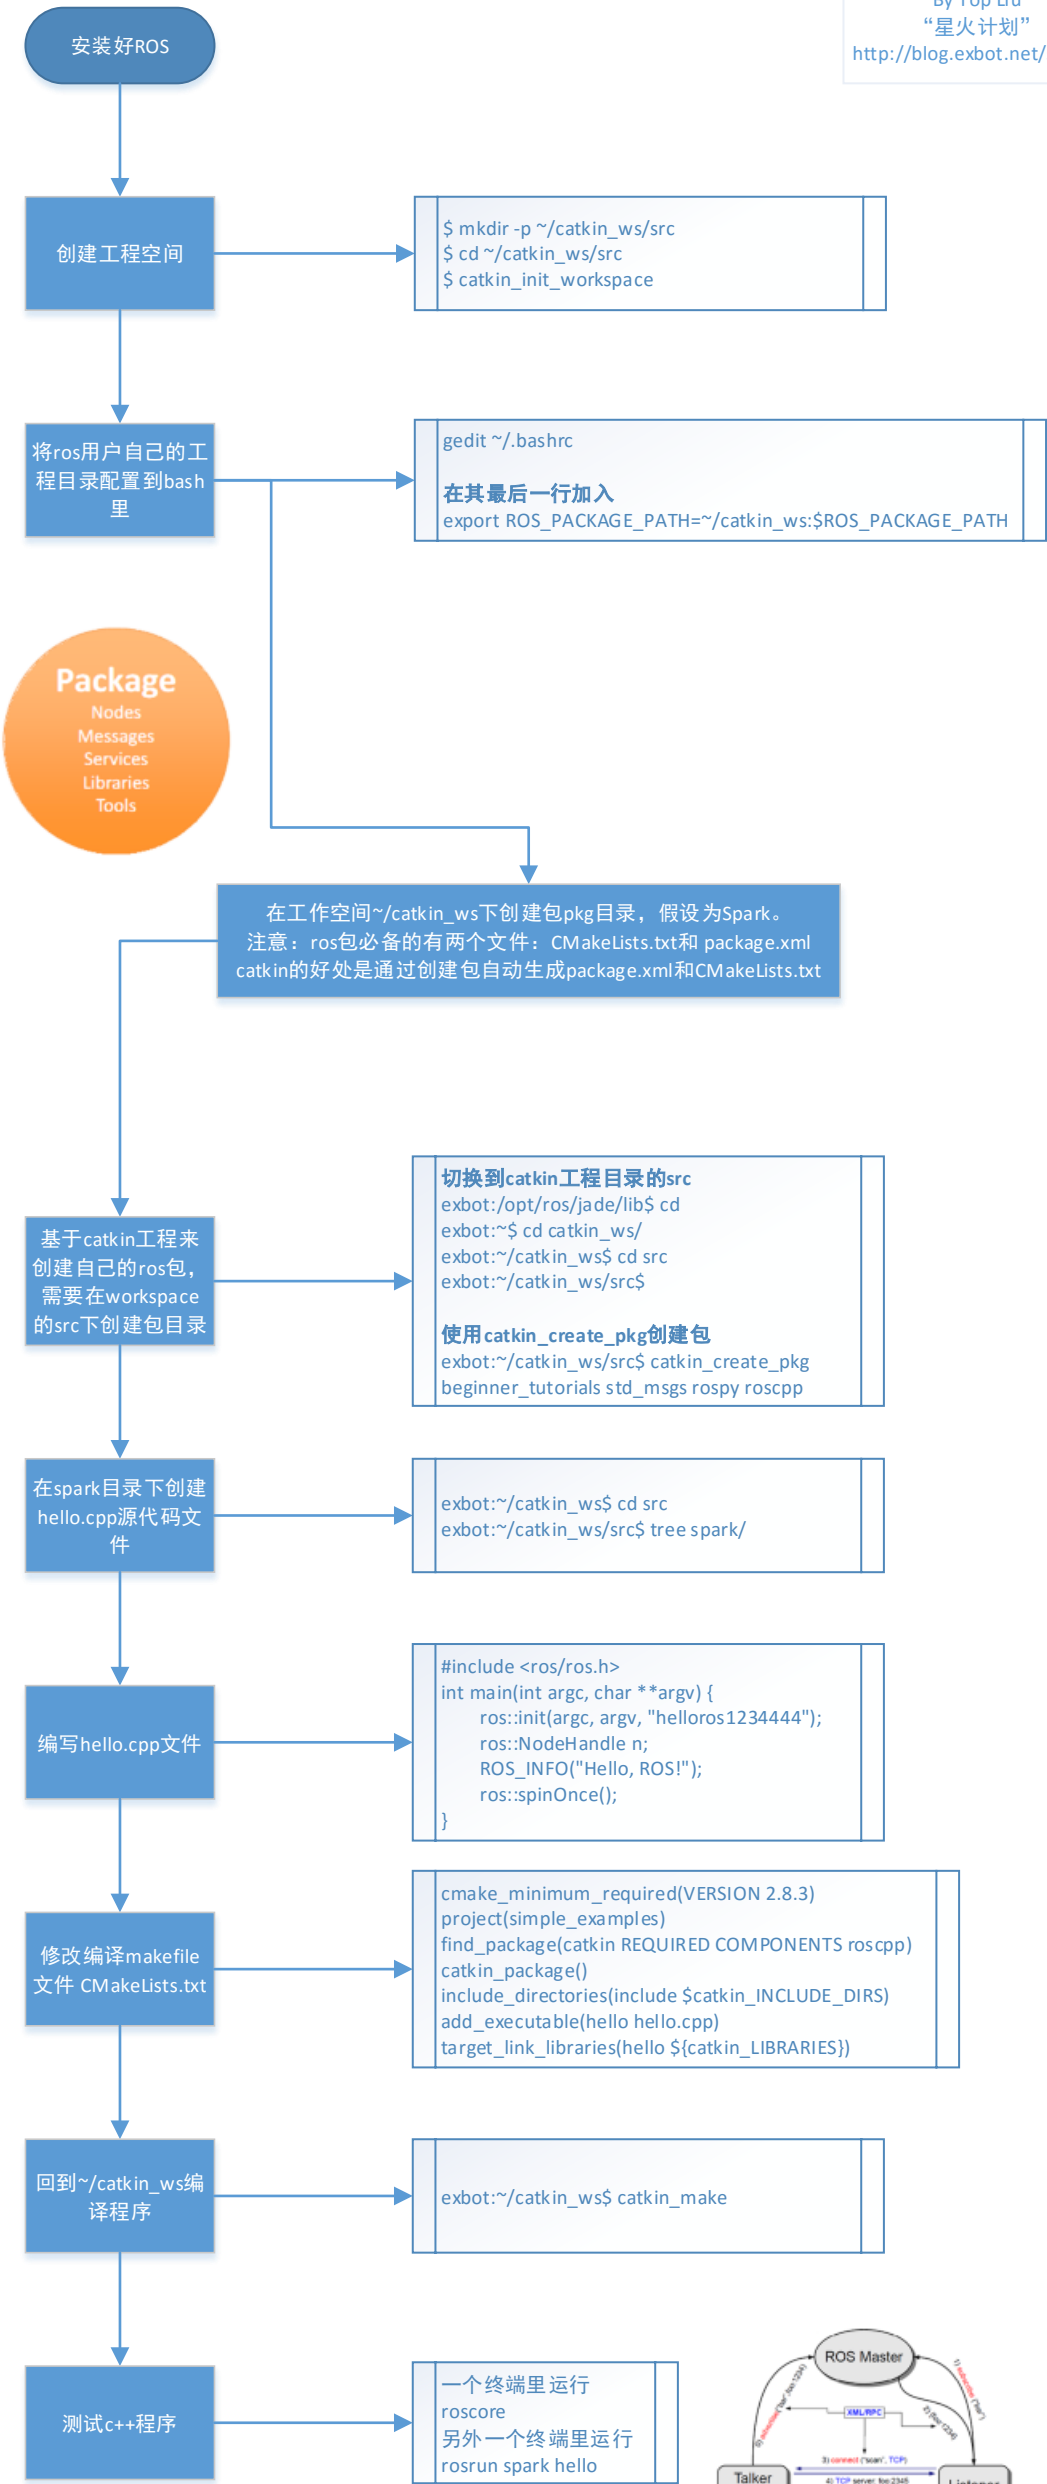 By Top Liu
“星火计划”
http://blog.exbot.net/
安装好ROS
创建工程空间
$ mkdir -p ~/catkin_ws/src
$ cd ~/catkin_ws/src
$ catkin_init_workspace
将ros用户自己的工
程目录配置到bash
里
gedit ~/.bashrc
在其最后一行加入
export ROS_PACKAGE_PATH=~/catkin_ws:$ROS_PACKAGE_PATH
Package
Nodes
Messages
Services
Libraries
Tools
在工作空间~/catkin_ws下创建包pkg目录，假设为Spark。
注意：ros包必备的有两个文件：CMakeLists.txt和 package.xml
catkin的好处是通过创建包自动生成package.xml和CMakeLists.txt
基于catkin工程来
创建自己的ros包，
需要在workspace
的src下创建包目录
切换到catkin工程目录的src
exbot:/opt/ros/jade/lib$ cd
exbot:~$ cd catkin_ws/
exbot:~/catkin_ws$ cd src
exbot:~/catkin_ws/src$
使用catkin_create_pkg创建包
exbot:~/catkin_ws/src$ catkin_create_pkg
beginner_tutorials std_msgs rospy roscpp
在spark目录下创建
hello.cpp源代码文
件
exbot:~/catkin_ws$ cd src
exbot:~/catkin_ws/src$ tree spark/
编写hello.cpp文件
#include <ros/ros.h>
int main(int argc, char **argv) {
ros::init(argc, argv, "helloros1234444");
ros::NodeHandle n;
ROS_INFO("Hello, ROS!");
ros::spinOnce();
}
修改编译makefile
文件 CMakeLists.txt
cmake_minimum_required(VERSION 2.8.3)
project(simple_examples)
find_package(catkin REQUIRED COMPONENTS roscpp)
catkin_package()
include_directories(include $catkin_INCLUDE_DIRS)
add_executable(hello hello.cpp)
target_link_libraries(hello ${catkin_LIBRARIES})
回到~/catkin_ws编
译程序
exbot:~/catkin_ws$ catkin_make
测试c++程序
一个终端里运行
roscore
另外一个终端里运行
rosrun spark hello
ROS Master
1) subscribe ("bar")
XML/RPC
2) {foo:1234}
3) connect ("scan", TCP)
4) TCP server: foo:2345
Talker
Listener